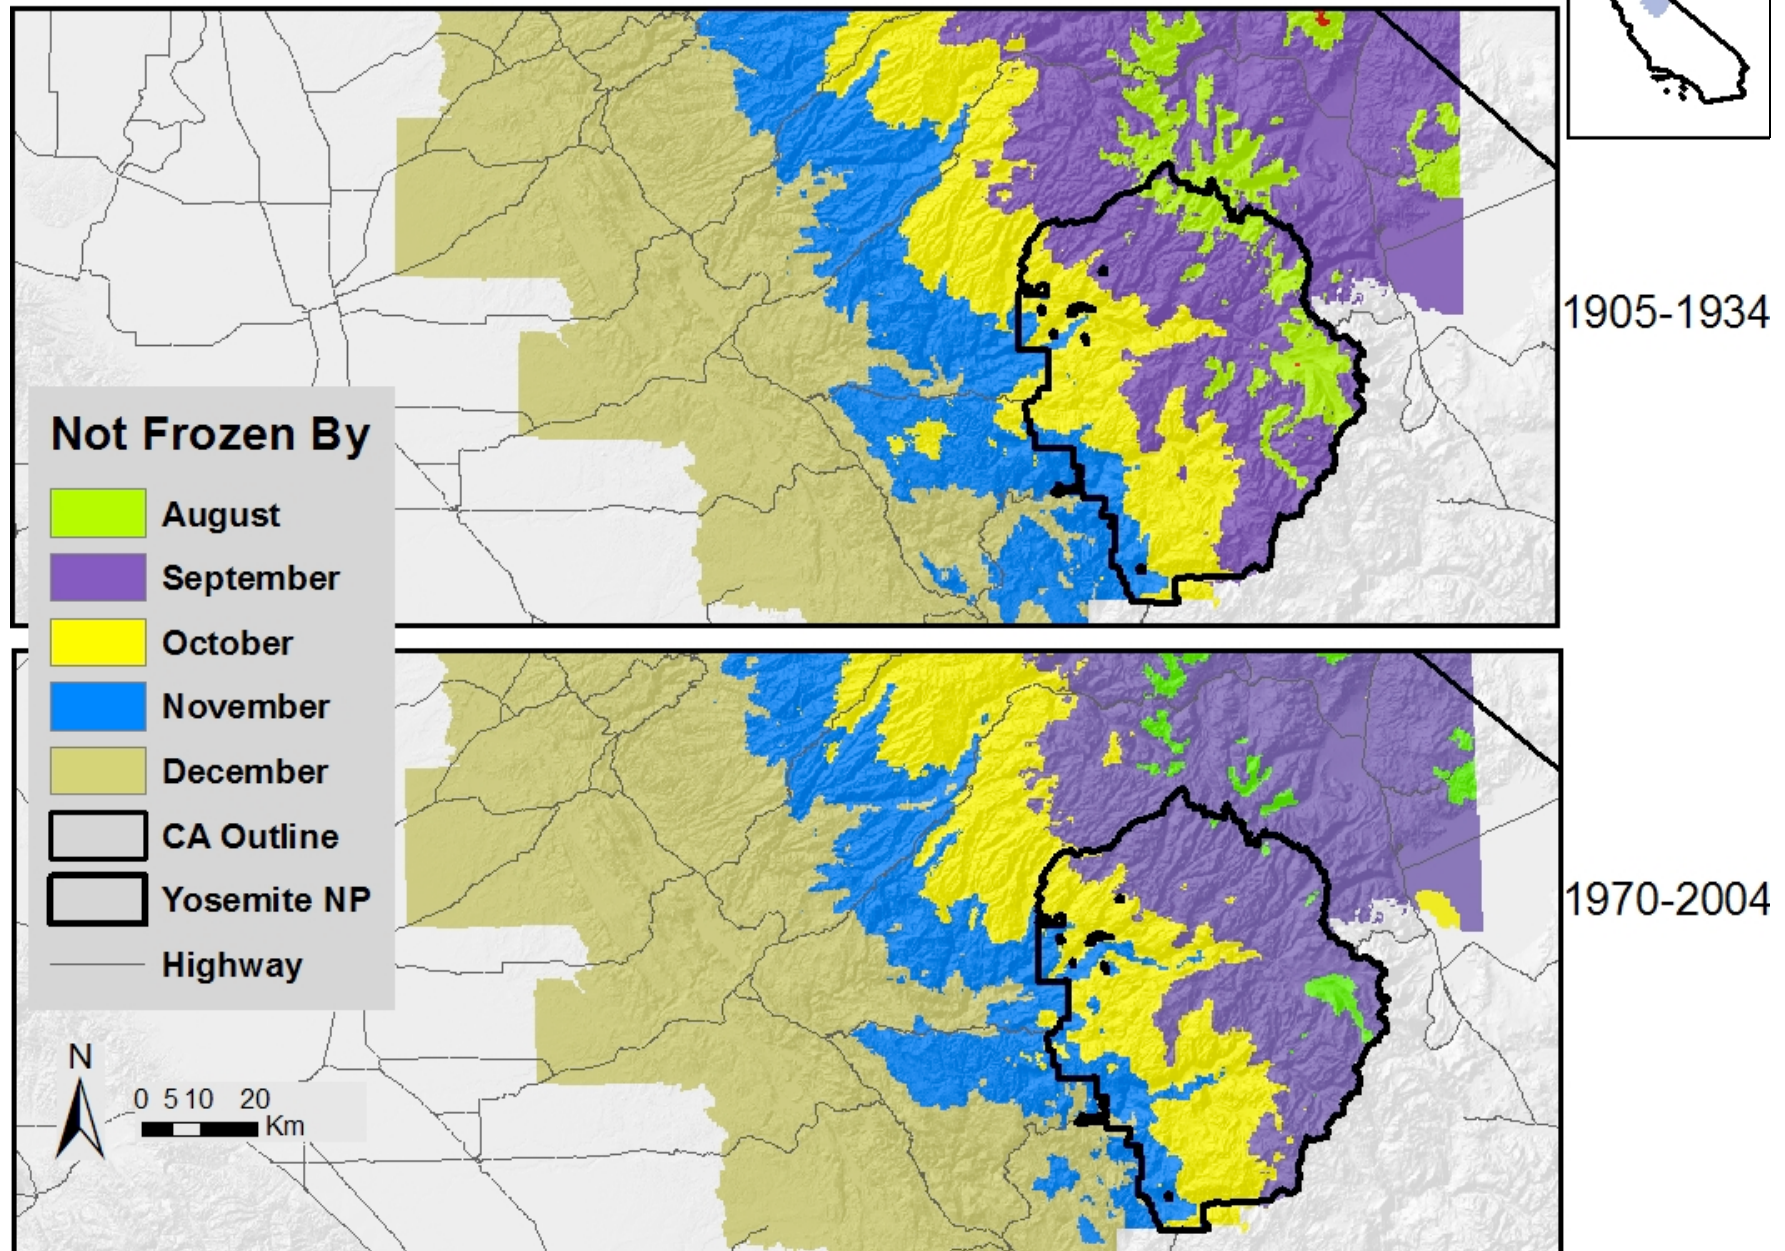 1905-1934
Not Frozen By
August
September
October
November
December
CA Outline
Yosemite NP
Highway
1970-2004
N
0 5 10 20
Km